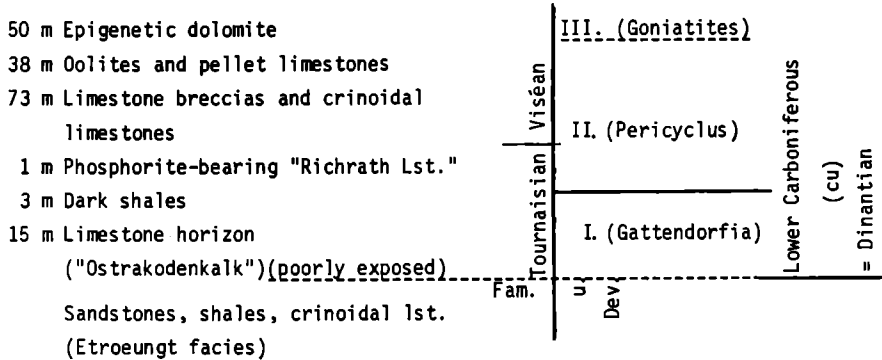 50 m Epigenetic dolomite
38 m Oolites and pellet limestones
73 m Limestone breccias and crinoidal
limestones
1 m Phosphorite-bearing "Richrath Lst."
3 m Dark shales
15 m Limestone horizon
("Ostrakodenkalk")(poorly exposed)
Sandstones, shales, crinoidal lst.
(Etroeungt facies)
Fam.
Tournaisian
Viséan
III. (Goniatites)
II. (Pericyclus)
I. (Gattendorfia)
u.
Dev.
Lower Carboniferous
(cu)
= Dinantian